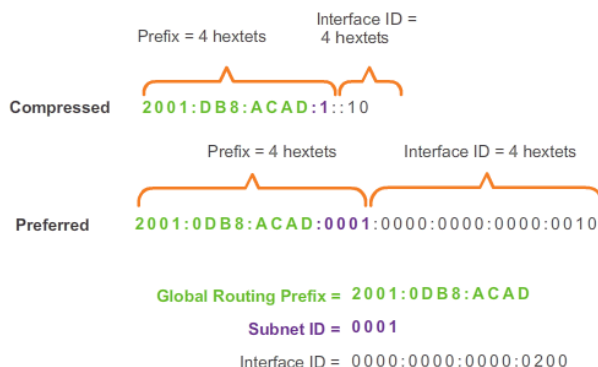 Prefix = 4 hextets
Interface ID =
4 hextets
Compressed 2001:DB8:ACAD:1::10
Prefix = 4 hextets Interface ID = 4 hextets
Preferred 2001:0DB8:ACAD:0001:0000:0000:0000:0010
Global Routing Prefix = 2001:0DB8:ACAD
Subnet ID = 0001
Interface ID = 0000:0000:0000:0200